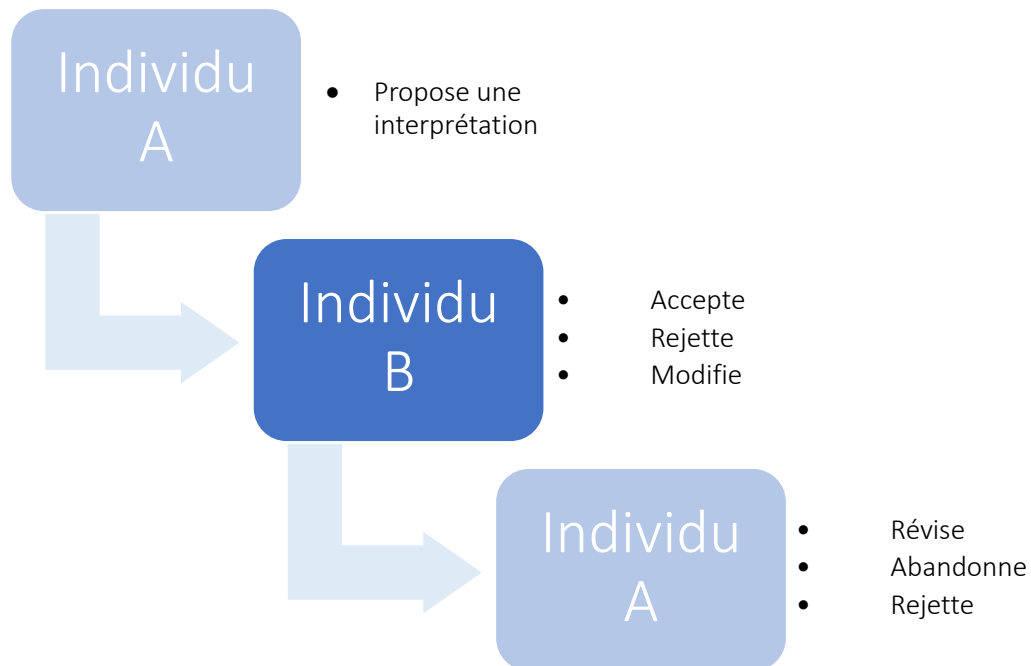 Individu
A
• Propose une
interprétation
Individu
B
• Accepte
• Rejette
• Modifie
Individu
A
• Révise
• Abandonne
• Rejette